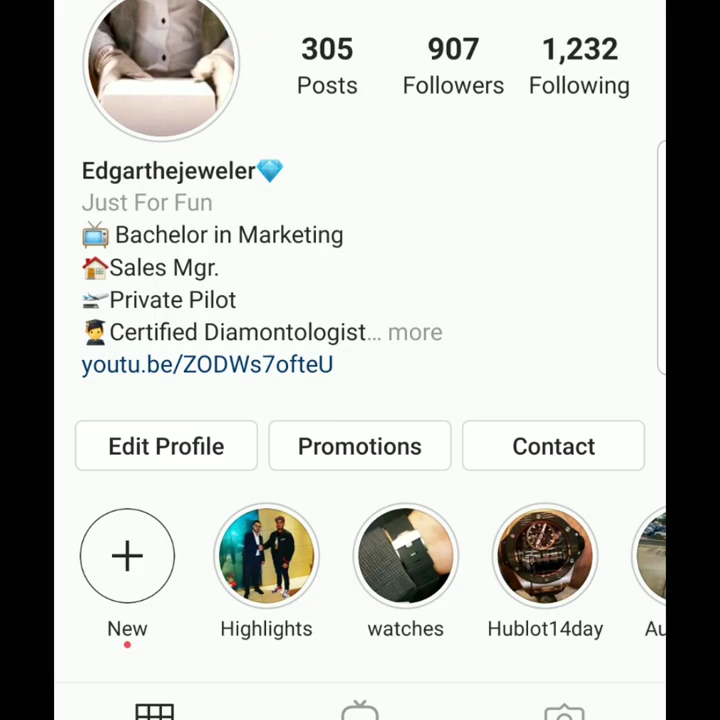 305 907 1,232
Posts Followers Following
Edgarthejeweler💎
Just For Fun
📺 Bachelor in Marketing
🏠Sales Mgr.
🛫Private Pilot
👨‍🎓Certified Diamontologist... more
youtu.be/ZODWs7ofteU
Edit Profile Promotions Contact
New Highlights watches Hublot14day Au